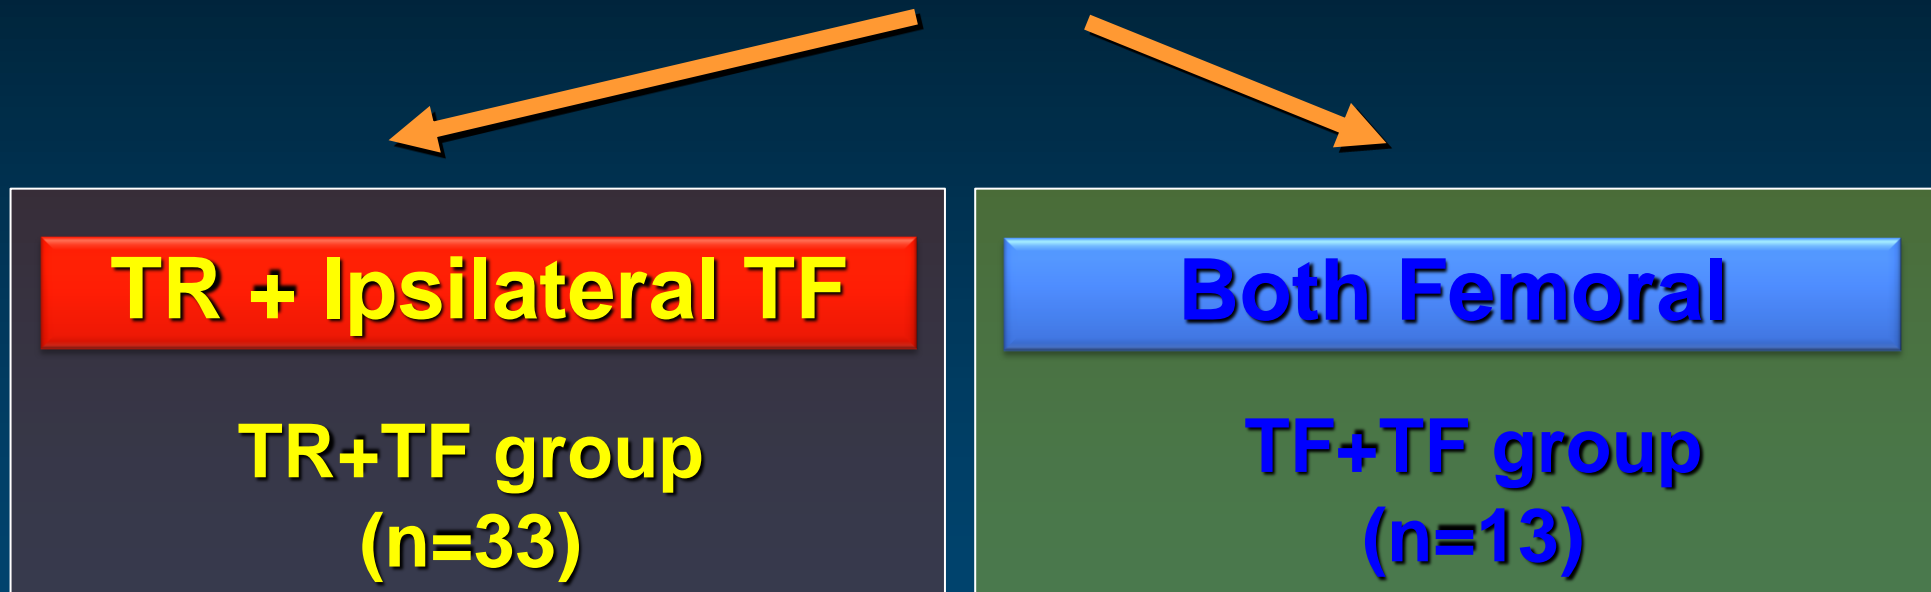 TR + Ipsilateral TF
TR+TF group
(n=33)
Both Femoral
TF+TF group
(n=13)